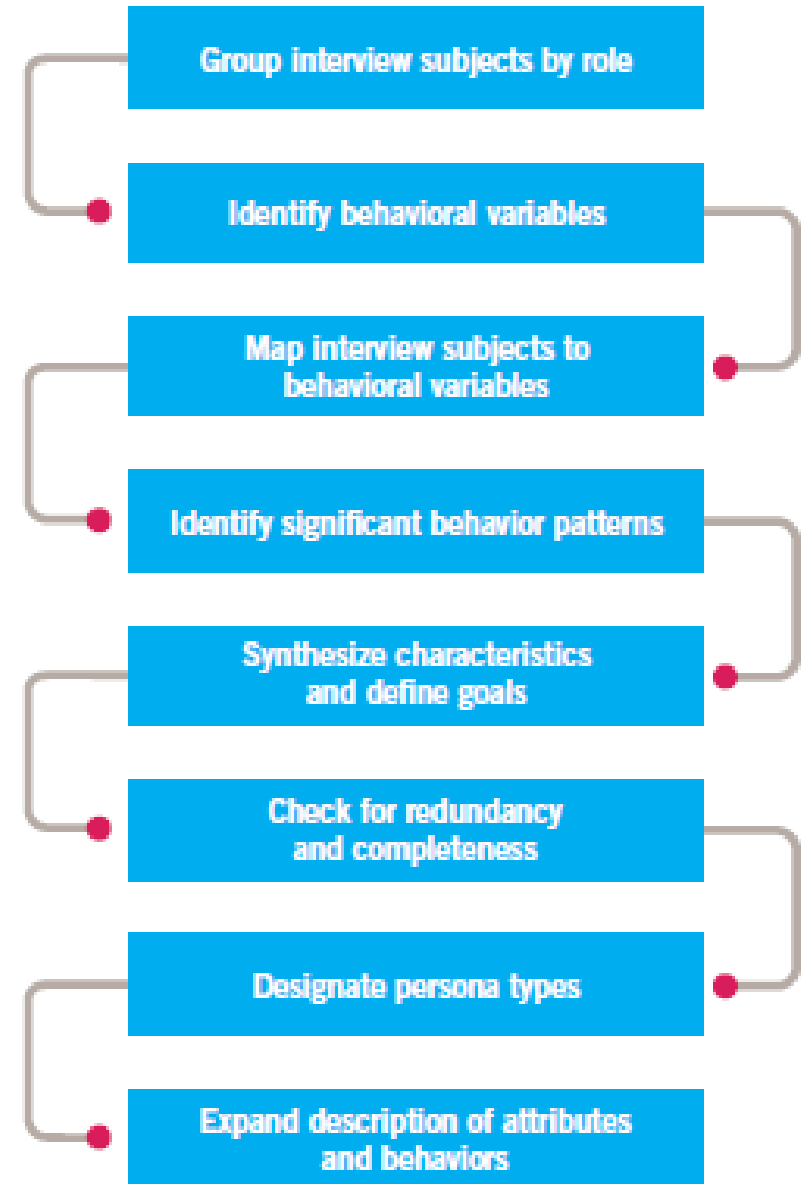 Group interview subjects by role
Identify behavioral variables
Map interview subjects to
behavioral variables
Identify significant behavior patterns
Synthesize characteristics
and define goals
Check for redundancy
and completeness
Designate persona types
Expand description of attributes
and behaviors